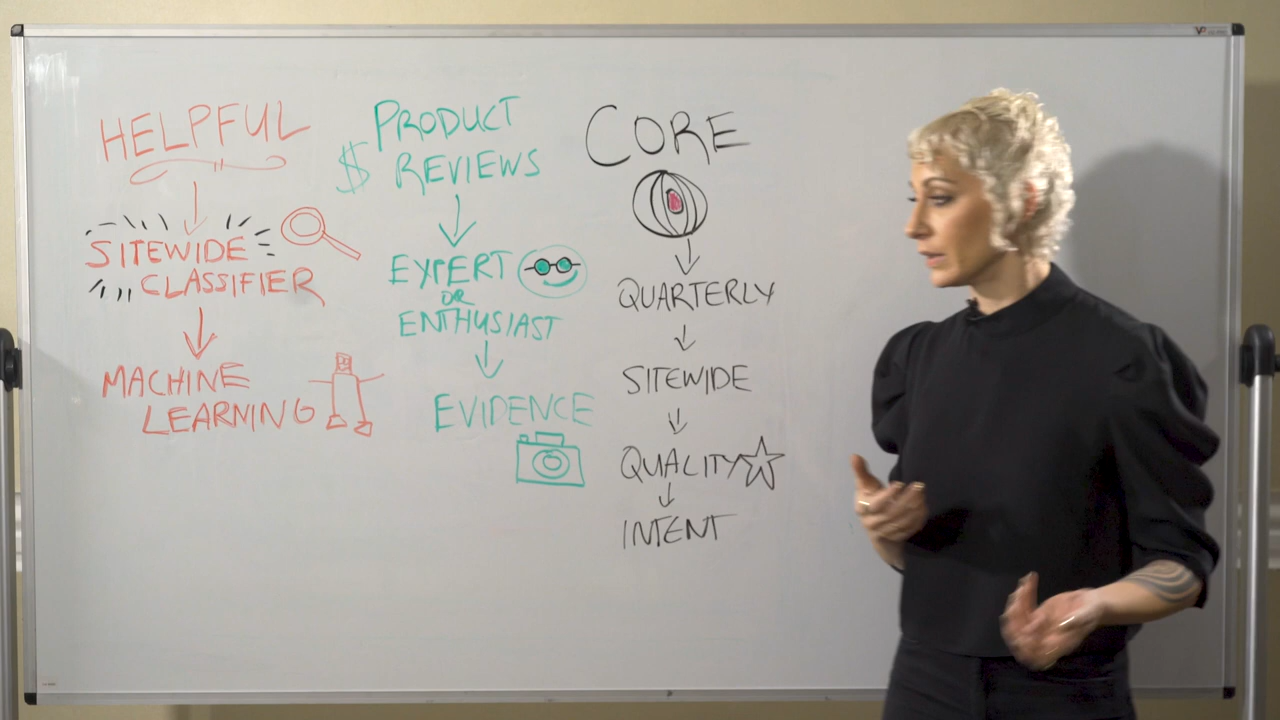 HELPFUL
SITEWIDE
CLASSIFIER
MACHINE
LEARNING
PRODUCT
$ REVIEWS
EXPERT
OR
ENTHUSIAST
EVIDENCE
CORE
QUARTERLY
SITEWIDE
QUALITY
INTENT